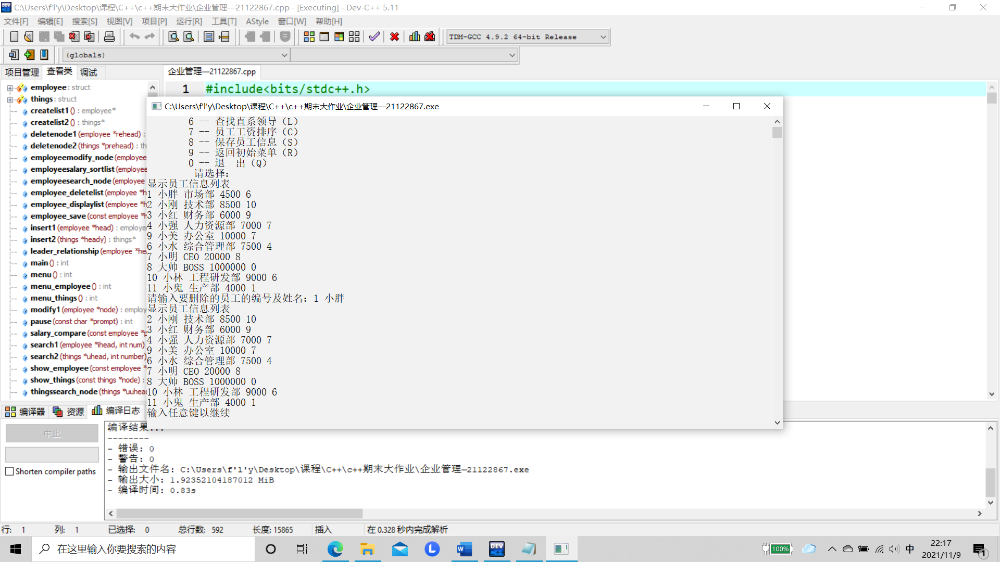 C:\Users\f'l'y\Desktop\课程\C++\c++期末大作业\企业管理—21122867.cpp - [Executing] - Dev-C++ 5.11
文件[F] 编辑[E] 搜索[S] 视图[V] 项目[P] 运行[R] 工具[T] AStyle 窗口[W] 帮助[H]
TDM-GCC 4.9.2 64-bit Release
(globals)
项目管理 查看类 调试 企业管理—21122867.cpp
employee : struct
things : struct
createlist1 () : employee*
createlist2 () : things*
deletenode1 (employee *rehead) :
deletenode2 (things *prehead) : th
employeemodify_node (employee
employeesalary_sortlist (employee
employeesearch_node (employee
employee_deletelist (employee *h
employee_displaylist (employee *h
employee_save (const employee *h
insert1 (employee *head) : employe
insert2 (things *heady) : things*
leader_relationship (employee *he
main () : int
menu () : int
menu_employee () : int
menu_things () : int
modify1 (employee *node) : employ
pause (const char *prompt) : int
salary_compare (const employee *p
search1 (employee *ihead, int num)
search2 (things *uhead, int number)
show_employee (const employee *
show_things (const things *node) :
thingssearch_node (things *uuhead
1 #include<bits/stdc++.h>
C:\Users\f'l'y\Desktop\课程\C++\c++期末大作业\企业管理—21122867.exe
6 -- 查找直系领导（L）
7 -- 员工工资排序（C）
8 -- 保存员工信息（S）
9 -- 返回初始菜单（R）
0 -- 退 出（Q）
请选择：
显示员工信息列表
1 小胖 市场部 4500 6
2 小刚 技术部 8500 10
3 小红 财务部 6000 9
4 小强 人力资源部 7000 7
9 小美 办公室 10000 7
6 小水 综合管理部 7500 4
7 小明 CEO 20000 8
8 大帅 BOSS 1000000 0
10 小林 工程研发部 9000 6
11 小鬼 生产部 4000 1
请输入要删除的员工的编号及姓名：1 小胖
显示员工信息列表
2 小刚 技术部 8500 10
3 小红 财务部 6000 9
4 小强 人力资源部 7000 7
9 小美 办公室 10000 7
6 小水 综合管理部 7500 4
7 小明 CEO 20000 8
8 大帅 BOSS 1000000 0
10 小林 工程研发部 9000 6
11 小鬼 生产部 4000 1
输入任意键以继续
编译器 资源 编译日志
中止
Shorten compiler paths
编译结果...
--------
- 错误: 0
- 警告: 0
- 输出文件名: C:\Users\f'l'y\Desktop\课程\C++\c++期末大作业\企业管理—21122867.exe
- 输出大小: 1.92352104187012 MiB
- 编译时间: 0.83s
行: 1 列: 1 已选择: 0 总行数: 592 长度: 15865 插入 在 0.328 秒内完成解析
在这里输入你要搜索的内容
DEV
100%
中
22:17
2021/11/9
1